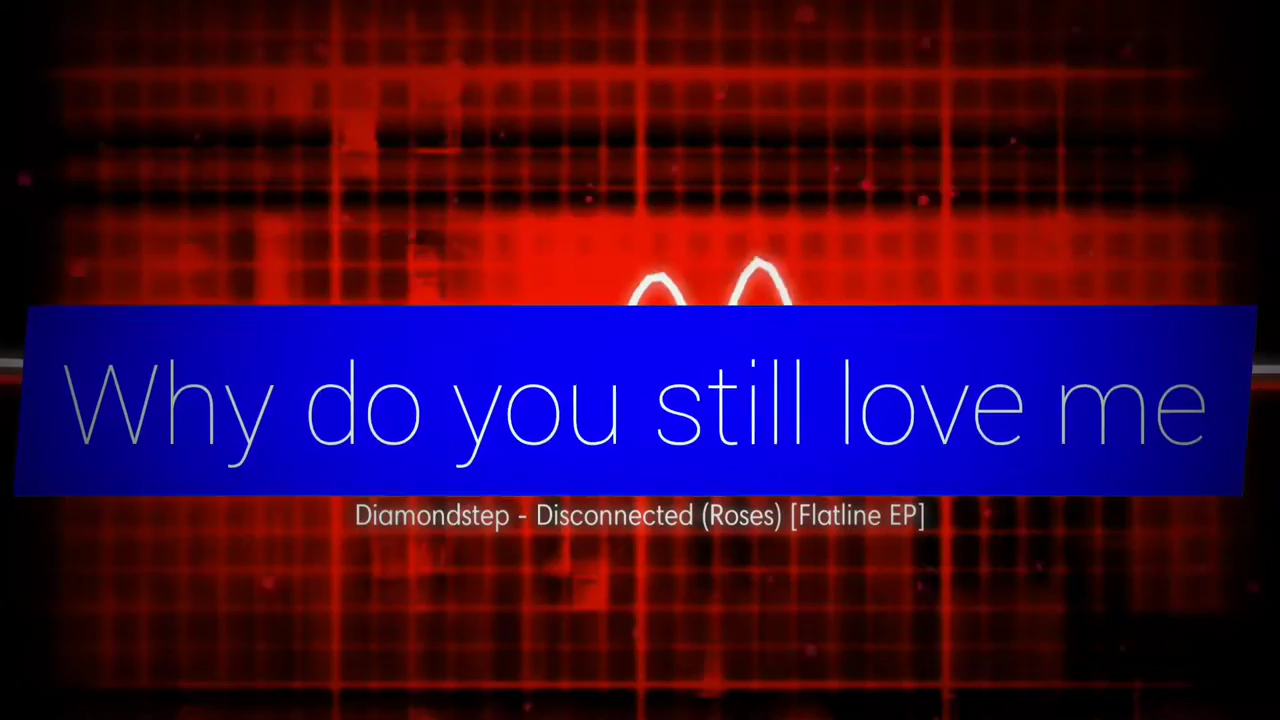 Why do you still love me
Diamondstep - Disconnected (Roses) [Flatline EP]